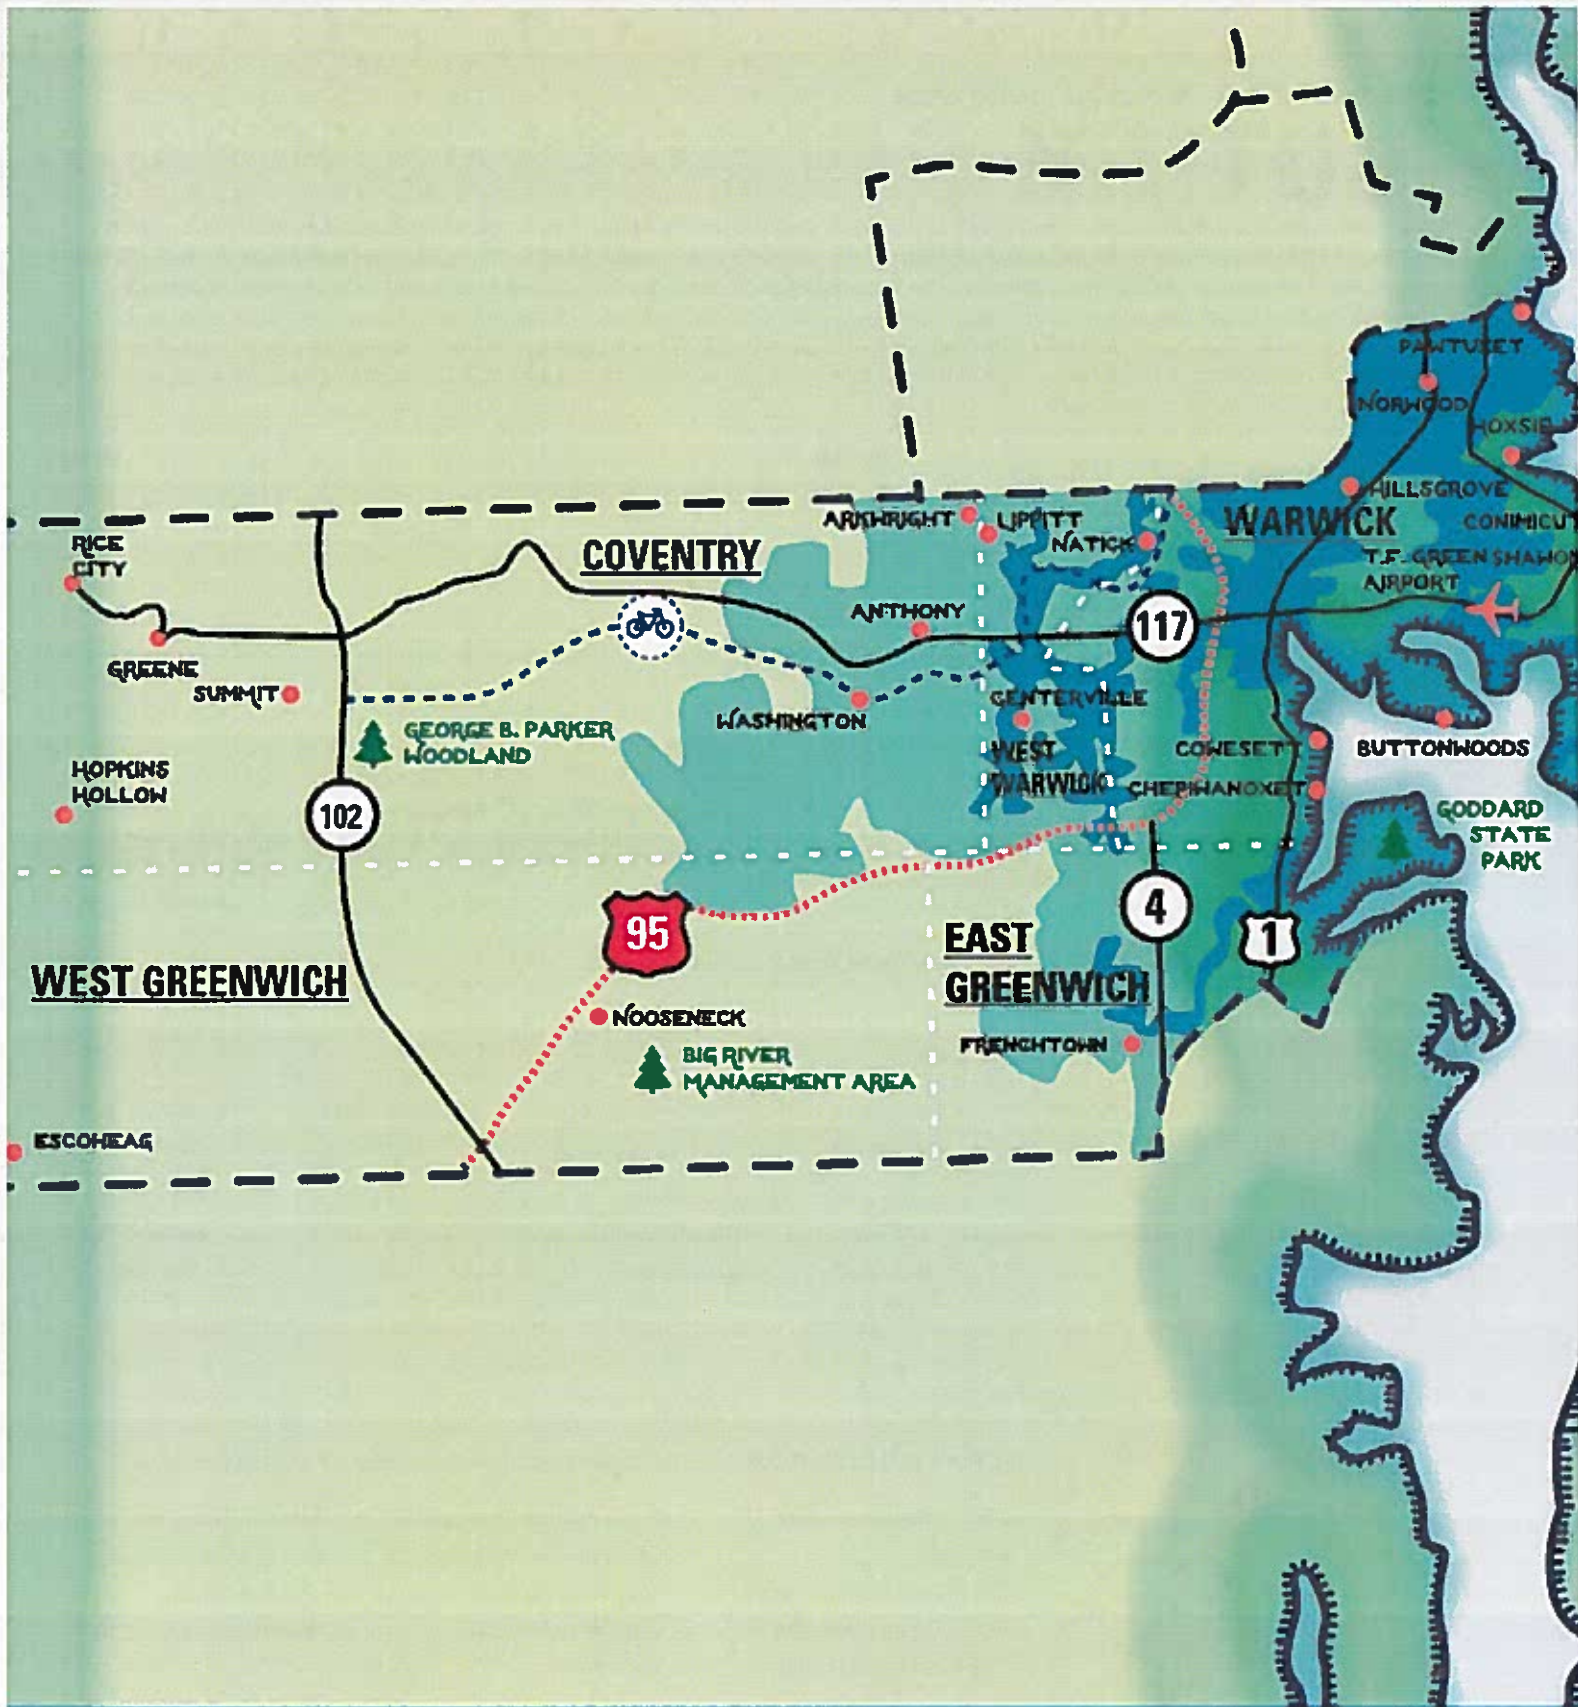 PAWTUXET
NORWOOD
HOXSIE
HILLSGROVE
ARKWRIGHT
LIPPITT
WARWICK
CONIMICUT
NATICK
RICE
CITY
COVENTRY
T.F. GREEN
AIRPORT
ANTHONY
117
GREENE
SUMMIT
CENTERVILLE
WASHINGTON
GEORGE B. PARKER
WOODLAND
WEST
WARWICK
COWESETT
BUTTONWOODS
HOPKINS
HOLLOW
CHEPIWANOXET
102
GODDARD
STATE
PARK
4
95
1
EAST
GREENWICH
WEST GREENWICH
NOOSENECK
FRENCHTOWN
BIG RIVER
MANAGEMENT AREA
ESCOHEAG